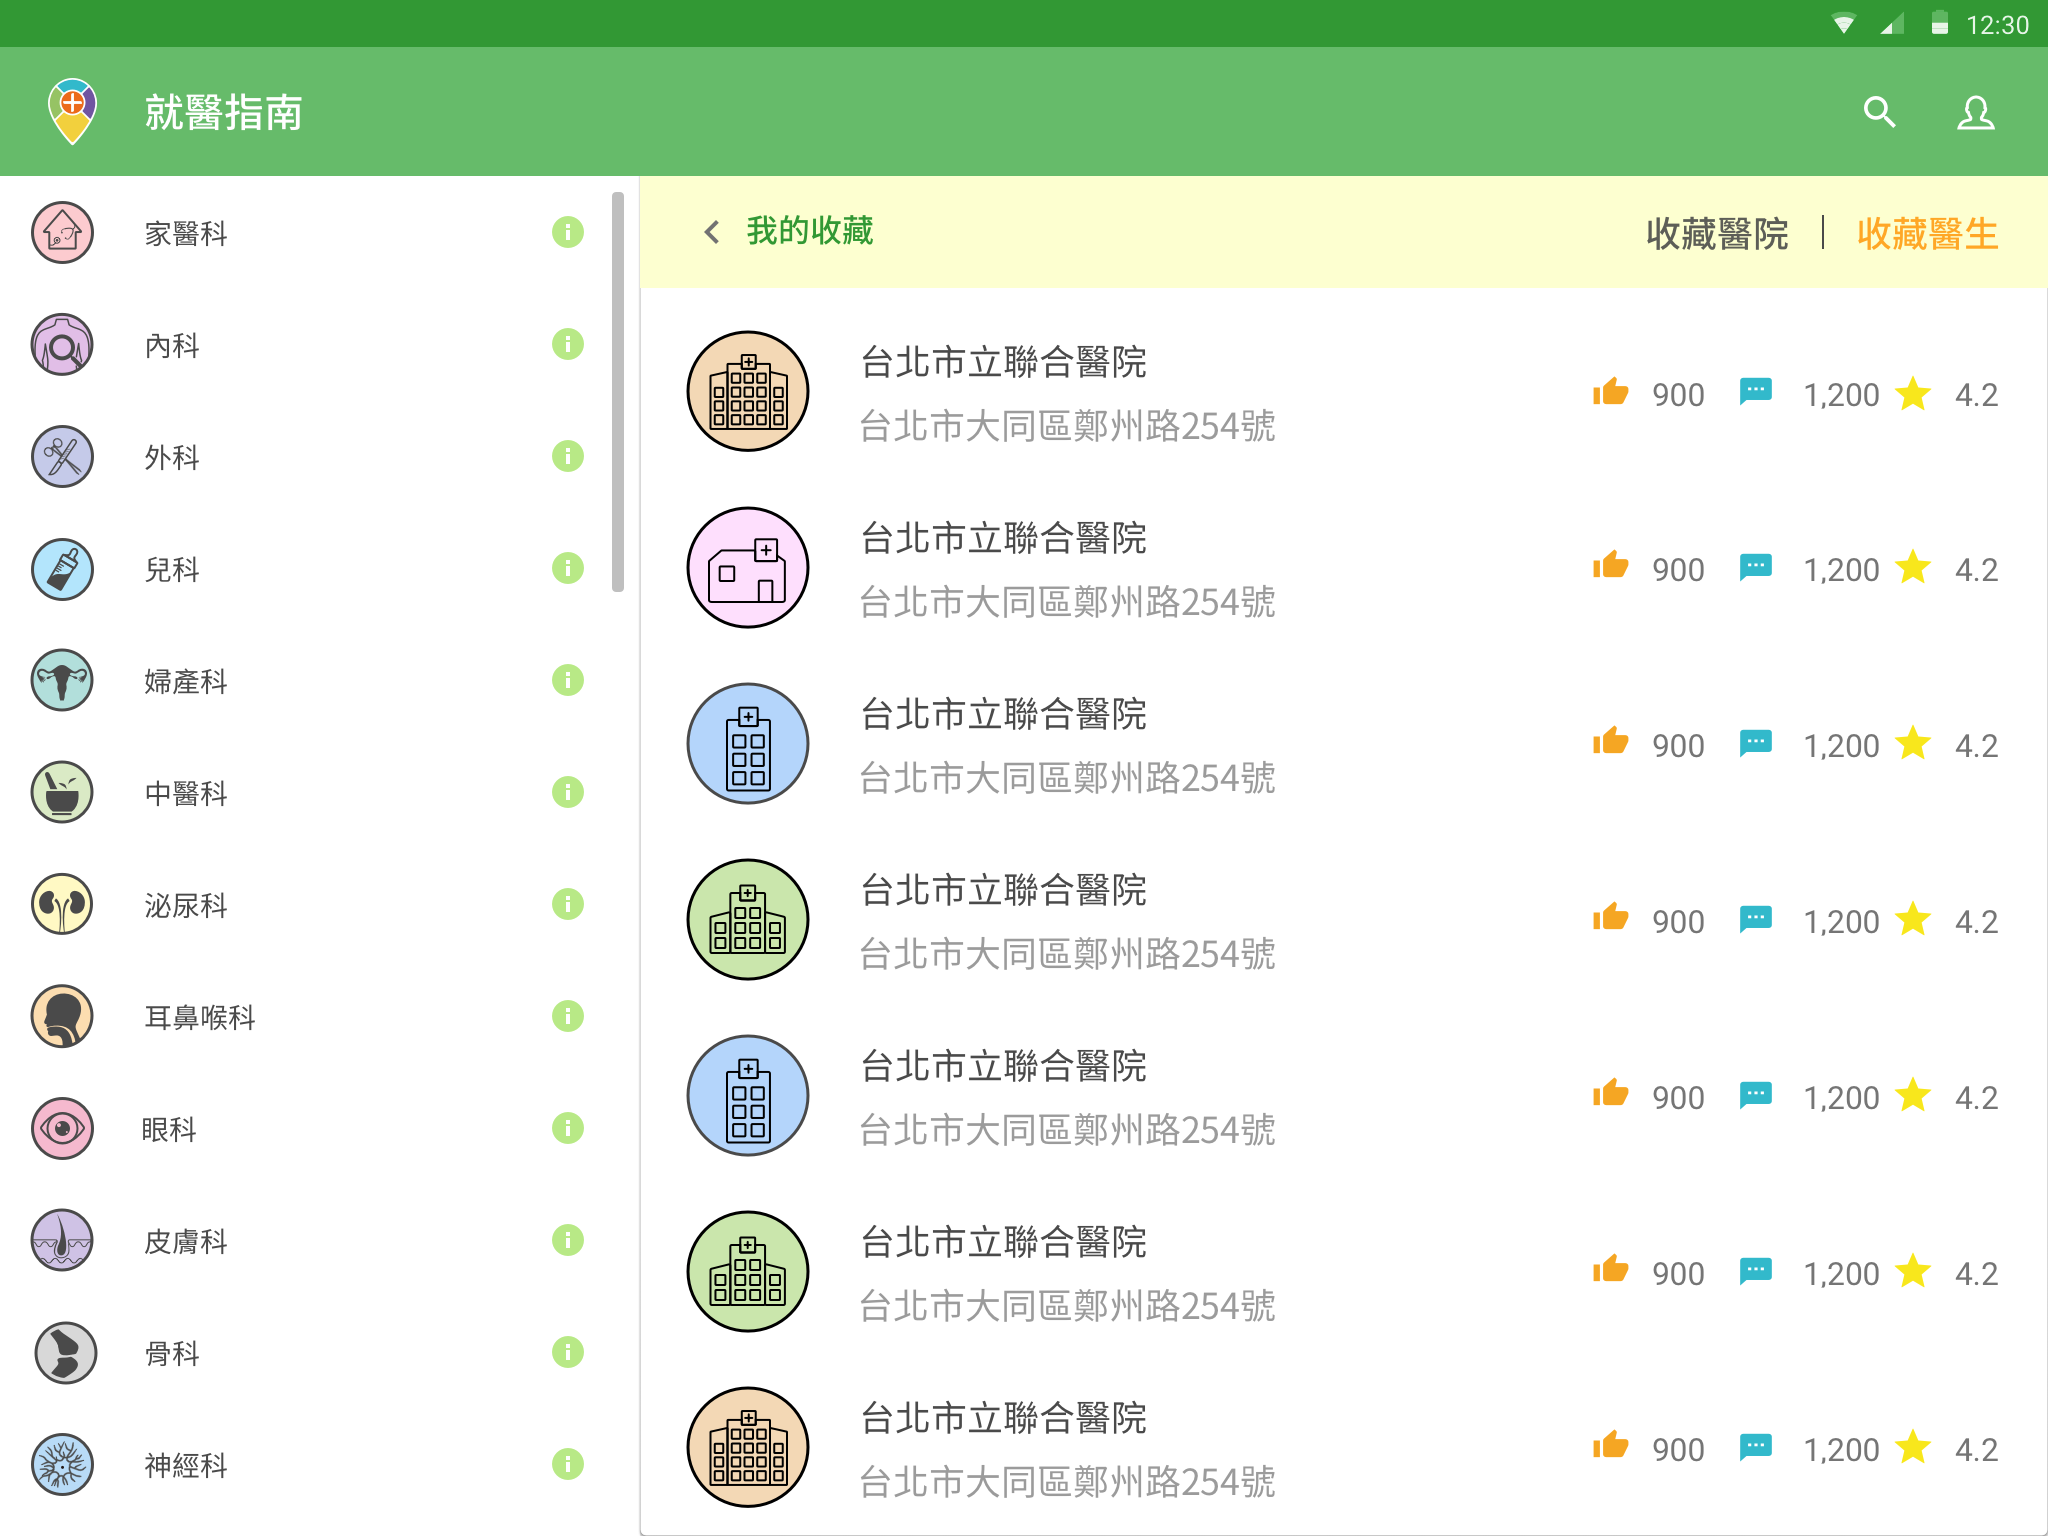 12:30
就醫指南
家醫科
內科
外科
兒科
婦產科
中醫科
泌尿科
耳鼻喉科
眼科
皮膚科
骨科
神經科
我的收藏
收藏醫院 | 收藏醫生
台北市立聯合醫院
台北市大同區鄭州路254號
900 1,200 4.2
台北市立聯合醫院
台北市大同區鄭州路254號
900 1,200 4.2
台北市立聯合醫院
台北市大同區鄭州路254號
900 1,200 4.2
台北市立聯合醫院
台北市大同區鄭州路254號
900 1,200 4.2
台北市立聯合醫院
台北市大同區鄭州路254號
900 1,200 4.2
台北市立聯合醫院
台北市大同區鄭州路254號
900 1,200 4.2
台北市立聯合醫院
台北市大同區鄭州路254號
900 1,200 4.2